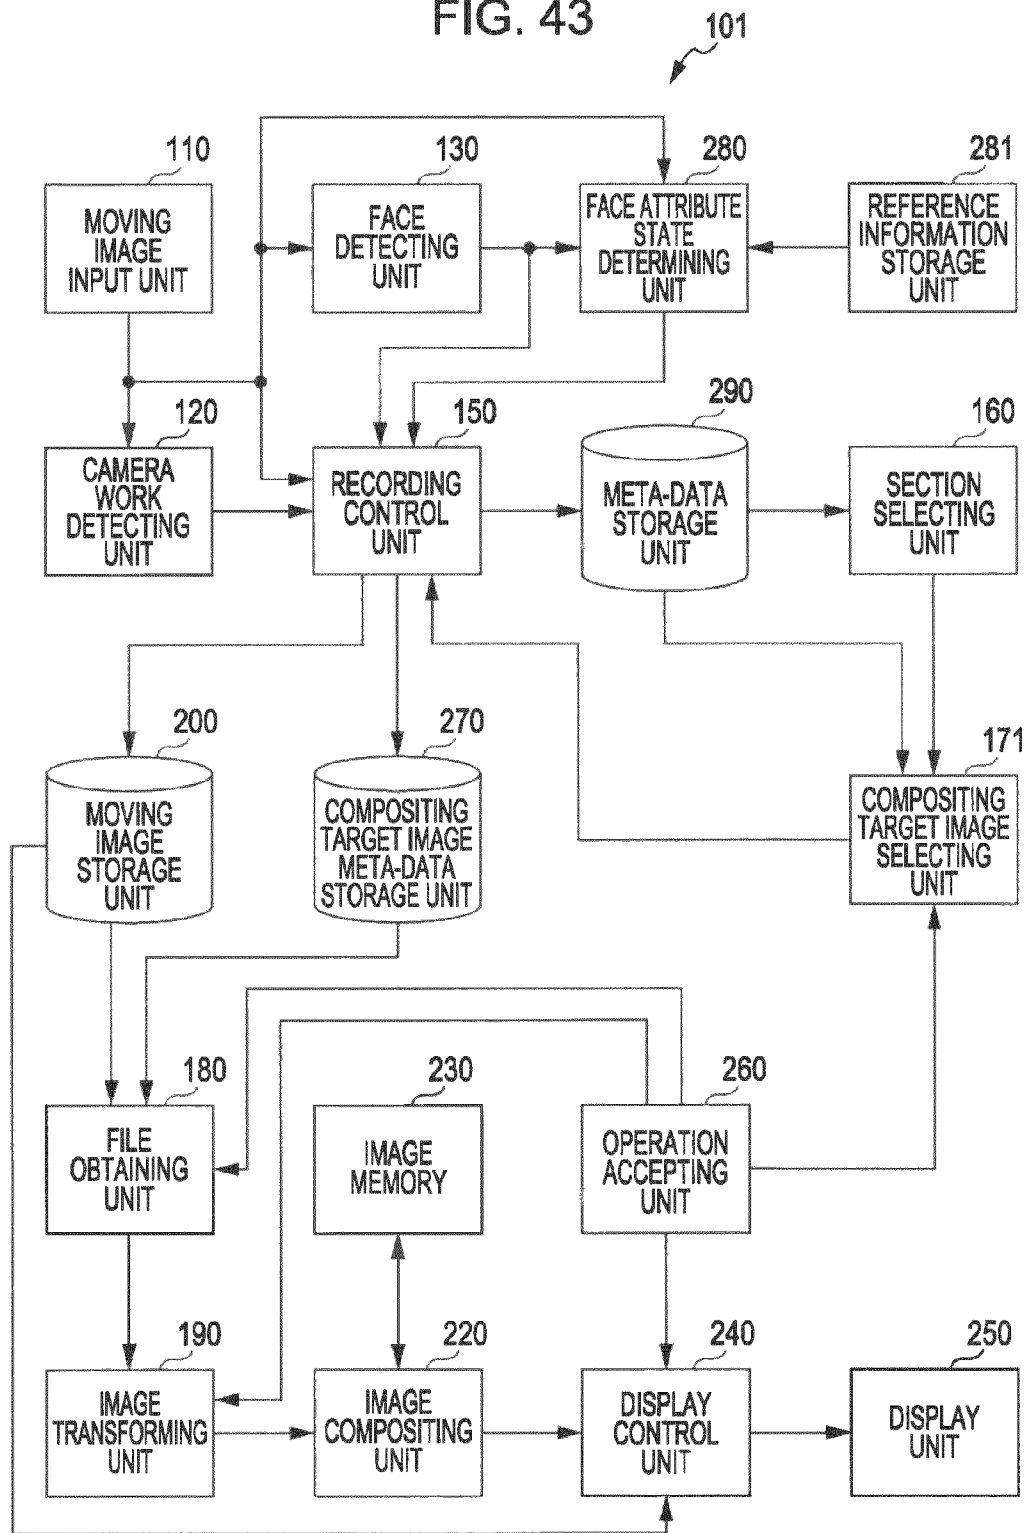 FIG. 43
101
110
MOVING
IMAGE
INPUT UNIT
130
FACE
DETECTING
UNIT
280
FACE ATTRIBUTE
STATE
DETERMINING
UNIT
281
REFERENCE
INFORMATION
STORAGE
UNIT
120
CAMERA
WORK
DETECTING
UNIT
150
RECORDING
CONTROL
UNIT
290
META-DATA
STORAGE
UNIT
160
SECTION
SELECTING
UNIT
200
MOVING
IMAGE
STORAGE
UNIT
270
COMPOSITING
TARGET IMAGE
META-DATA
STORAGE UNIT
171
COMPOSITING
TARGET IMAGE
SELECTING
UNIT
180
FILE
OBTAINING
UNIT
230
IMAGE
MEMORY
260
OPERATION
ACCEPTING
UNIT
190
IMAGE
TRANSFORMING
UNIT
220
IMAGE
COMPOSITING
UNIT
240
DISPLAY
CONTROL
UNIT
250
DISPLAY
UNIT